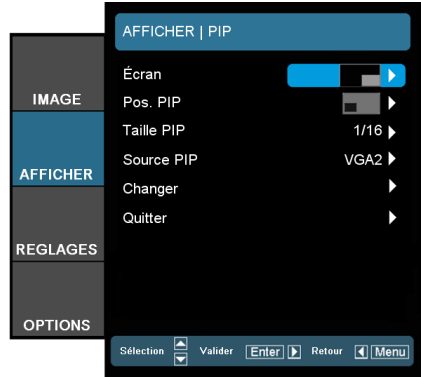 AFFICHER | PIP
IMAGE
AFFICHER
REGLAGES
OPTIONS
Écran
Pos. PIP
Taille PIP 1/16
Source PIP VGA2
Changer
Quitter
Sélection Valider Enter Retour Menu